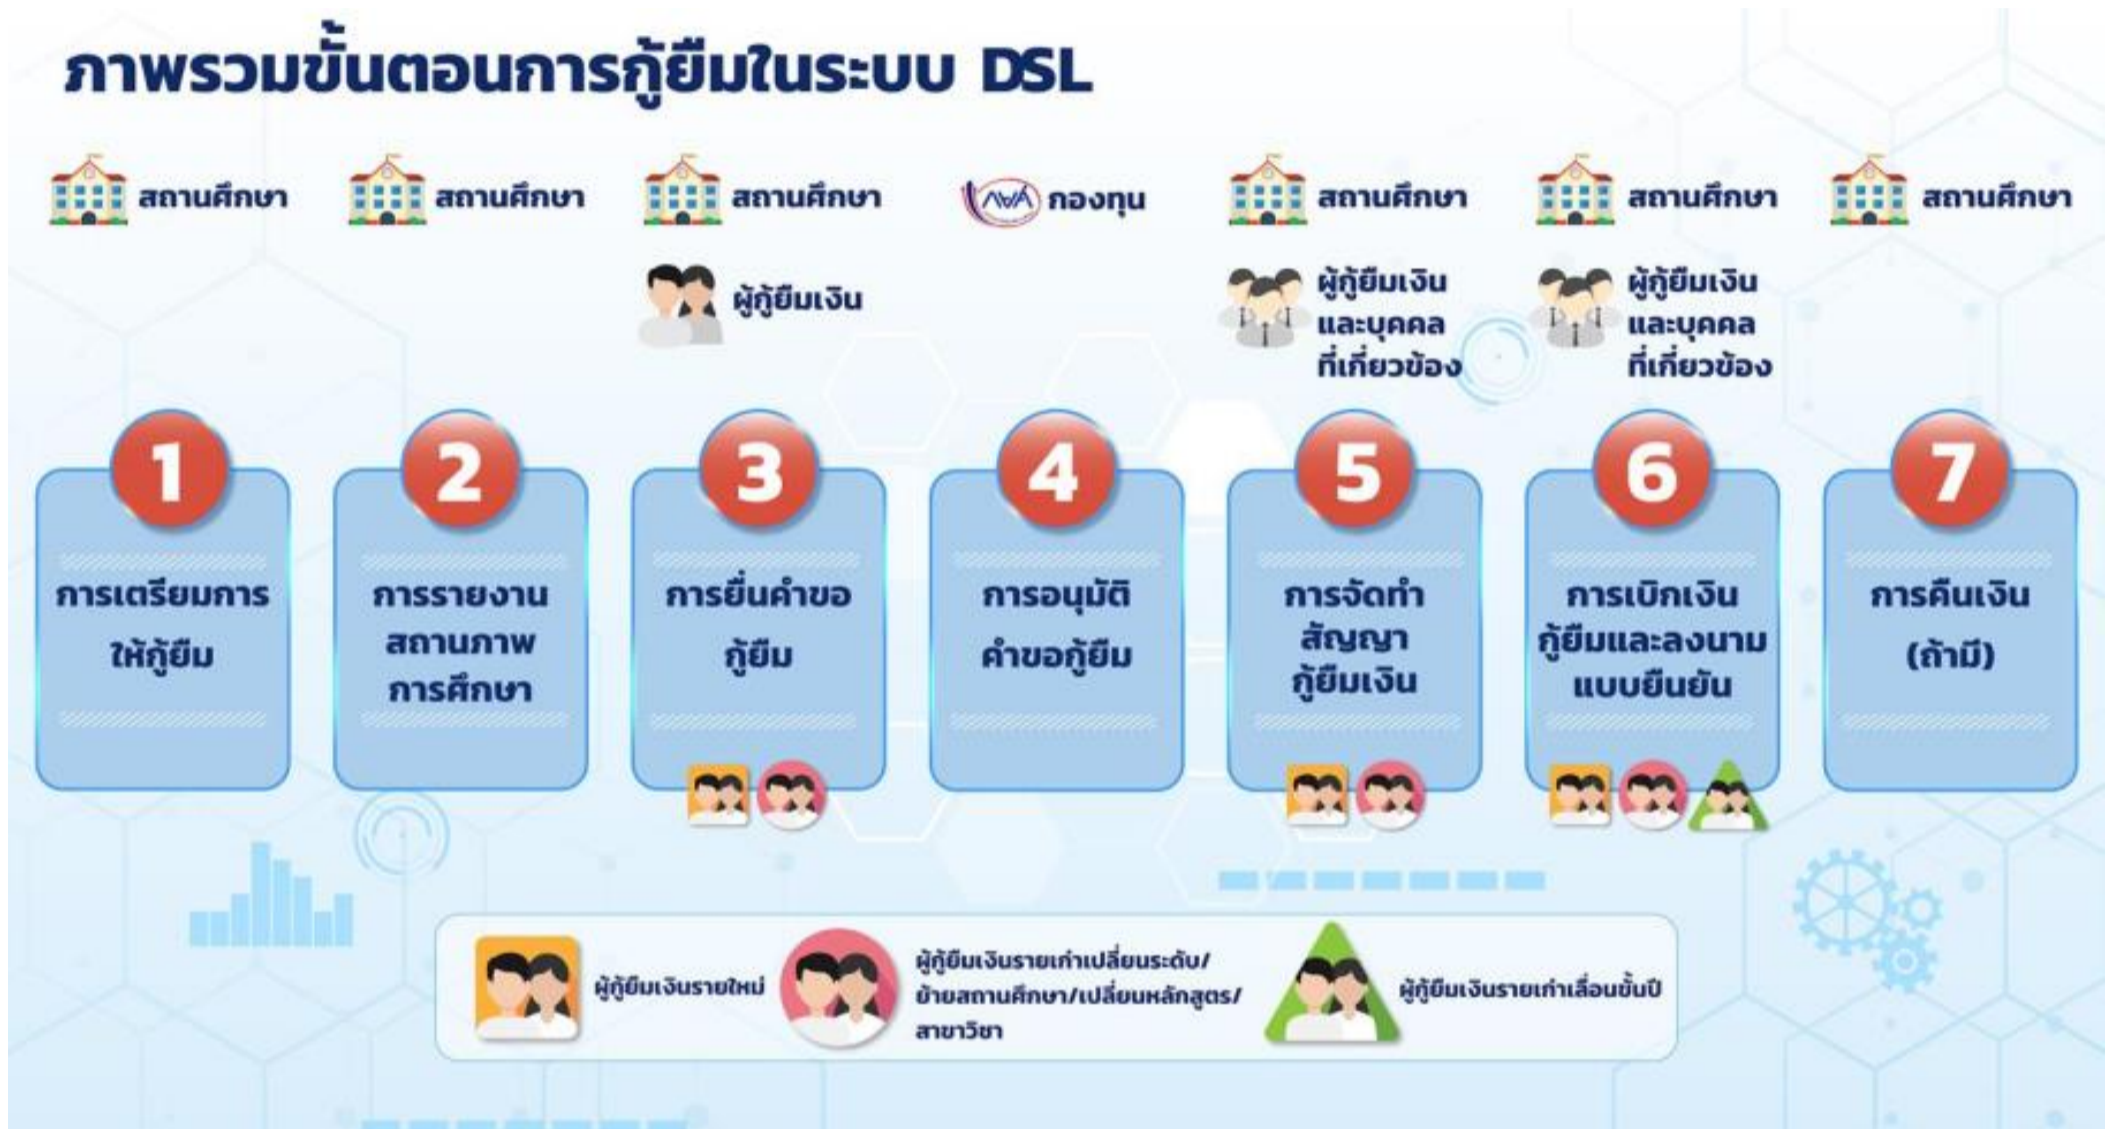 ภาพรวมขั้นตอนการกู้ยืมในระบบ DSL
สถานศึกษา
สถานศึกษา
สถานศึกษา
กองทุน
สถานศึกษา
สถานศึกษา
สถานศึกษา
ผู้กู้ยืมเงิน
ผู้กู้ยืมเงิน
และบุคคล
ที่เกี่ยวข้อง
ผู้กู้ยืมเงิน
และบุคคล
ที่เกี่ยวข้อง
1
การเตรียมการ
ให้กู้ยืม
2
การรายงาน
สถานภาพ
การศึกษา
3
การยื่นคำขอ
กู้ยืม
4
การอนุมัติ
คำขอกู้ยืม
5
การจัดทำ
สัญญา
กู้ยืมเงิน
6
การเบิกเงิน
กู้ยืมและลงนาม
แบบยืนยัน
7
การคืนเงิน
(ถ้ามี)
ผู้กู้ยืมเงินรายใหม่
ผู้กู้ยืมเงินรายเก่าเปลี่ยนระดับ/
ย้ายสถานศึกษา/เปลี่ยนหลักสูตร/
สาขาวิชา
ผู้กู้ยืมเงินรายเก่าเลื่อนชั้นปี